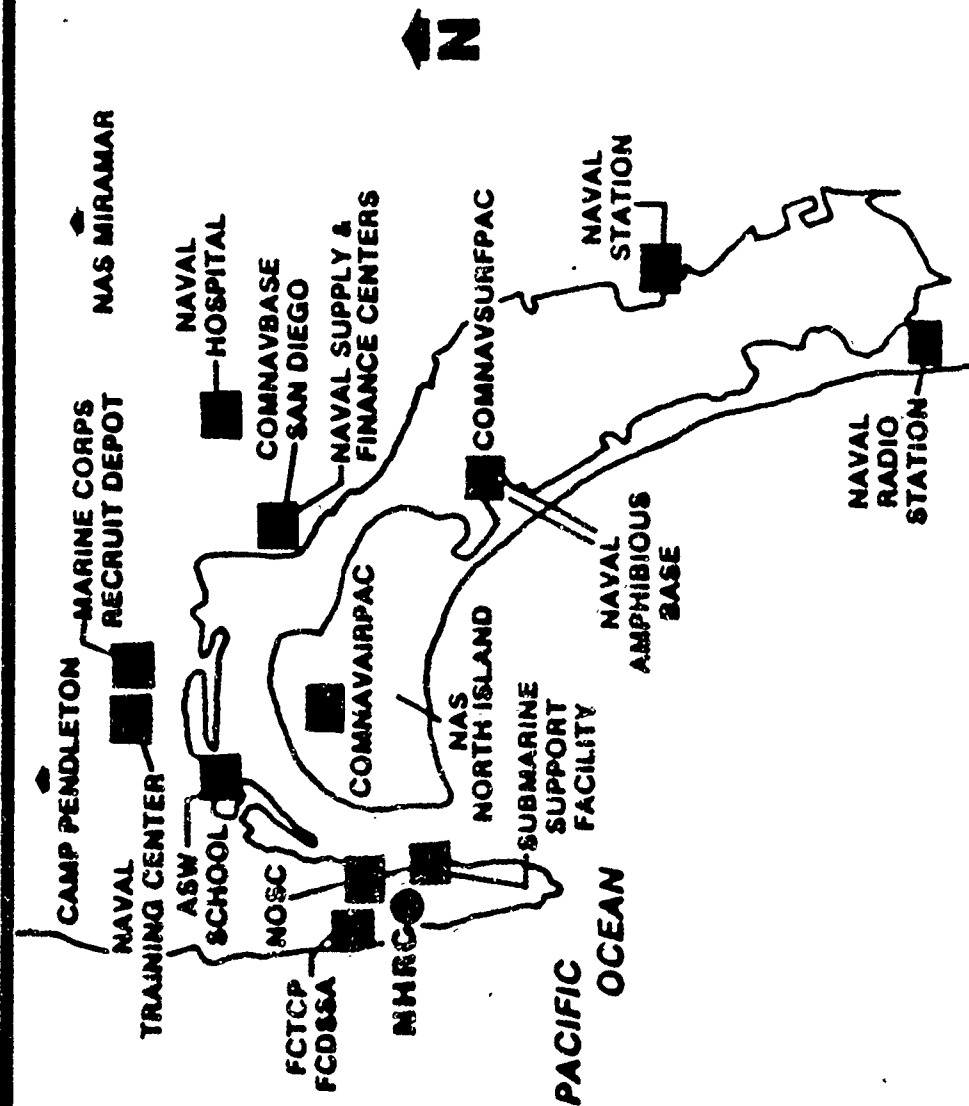 N
CAMP PENDLETON
NAS MIRAMAR
NAVAL
TRAINING CENTER
MARINE CORPS
RECRUIT DEPOT
NAVAL
HOSPITAL
ASW
SCHOOL
COMNAVBASE
SAN DIEGO
NAVAL SUPPLY &
FINANCE CENTERS
NOSC
FCTCP
FCDSSA
NHRC
COMNAVAIRPAC
NAS
NORTH ISLAND
SUBMARINE
SUPPORT
FACILITY
COMNAVSURFPAC
NAVAL
AMPHIBIOUS
BASE
NAVAL
STATION
NAVAL
RADIO
STATION
PACIFIC
OCEAN